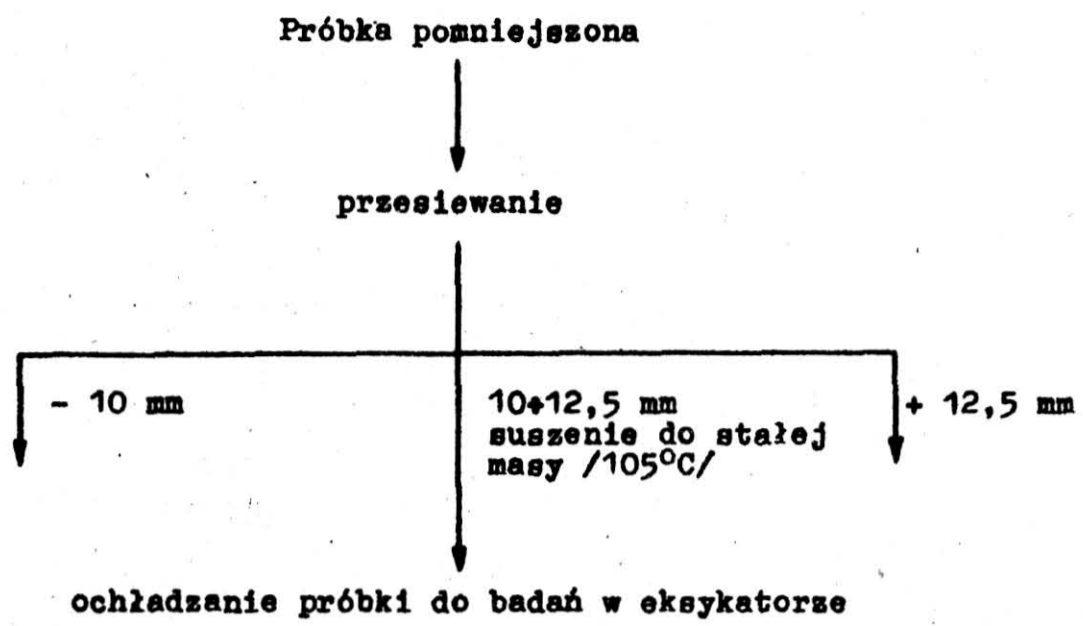 Próbka pomniejszona
przesiewanie
- 10 mm
10÷12,5 mm
suszenie do stałej
masy /105°C/
+ 12,5 mm
ochładzanie próbki do badań w eksykatorze